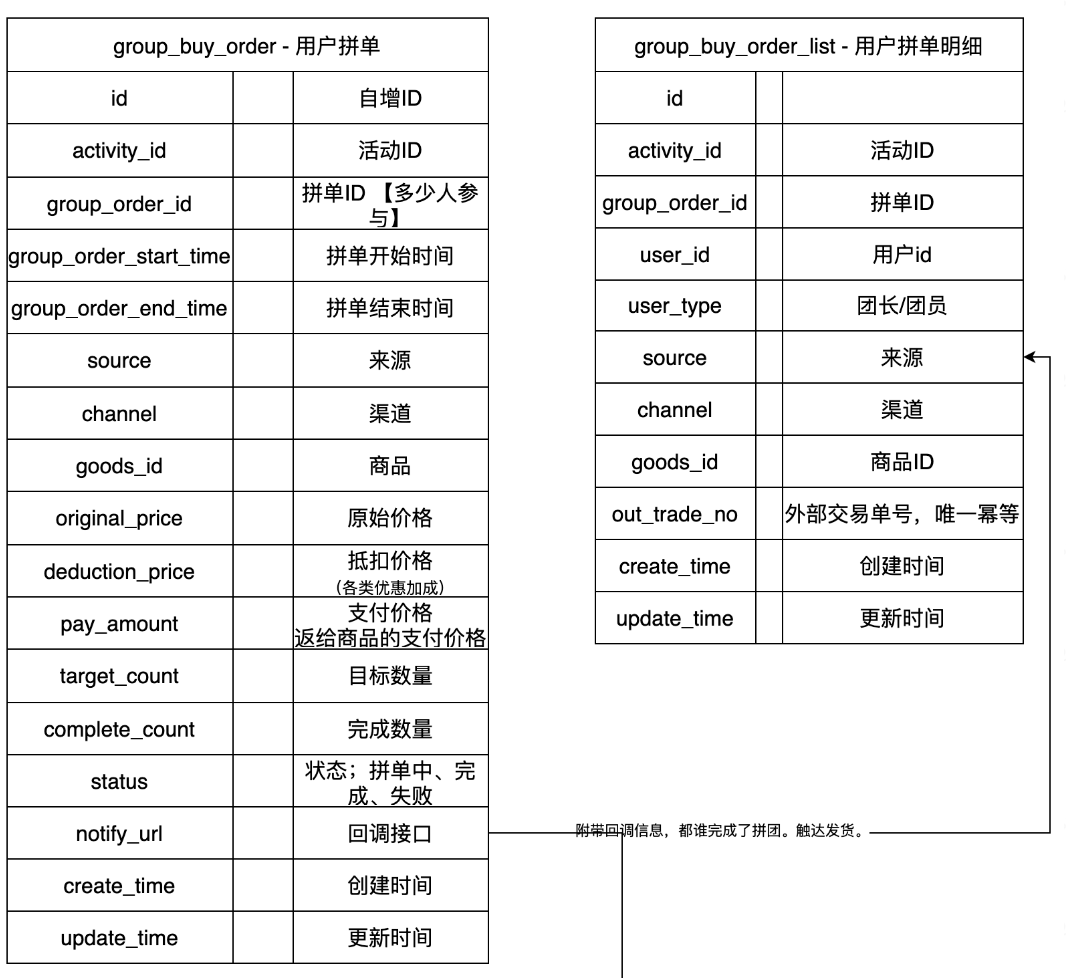 group_buy_order - 用户拼单
id
自增ID
activity_id
活动ID
group_order_id
拼单ID 【多少人参
与】
group_order_start_time
拼单开始时间
group_order_end_time
拼单结束时间
source
来源
channel
渠道
goods_id
商品
original_price
原始价格
deduction_price
抵扣价格
（各类优惠加成）
pay_amount
支付价格
返给商品的支付价格
target_count
目标数量
complete_count
完成数量
status
状态；拼单中、完
成、失败
notify_url
回调接口
create_time
创建时间
update_time
更新时间
group_buy_order_list - 用户拼单明细
id
activity_id
活动ID
group_order_id
拼单ID
user_id
用户id
user_type
团长/团员
source
来源
channel
渠道
goods_id
商品ID
out_trade_no
外部交易单号，唯一幂等
create_time
创建时间
update_time
更新时间
附带回调信息，都谁完成了拼团。触达发货。